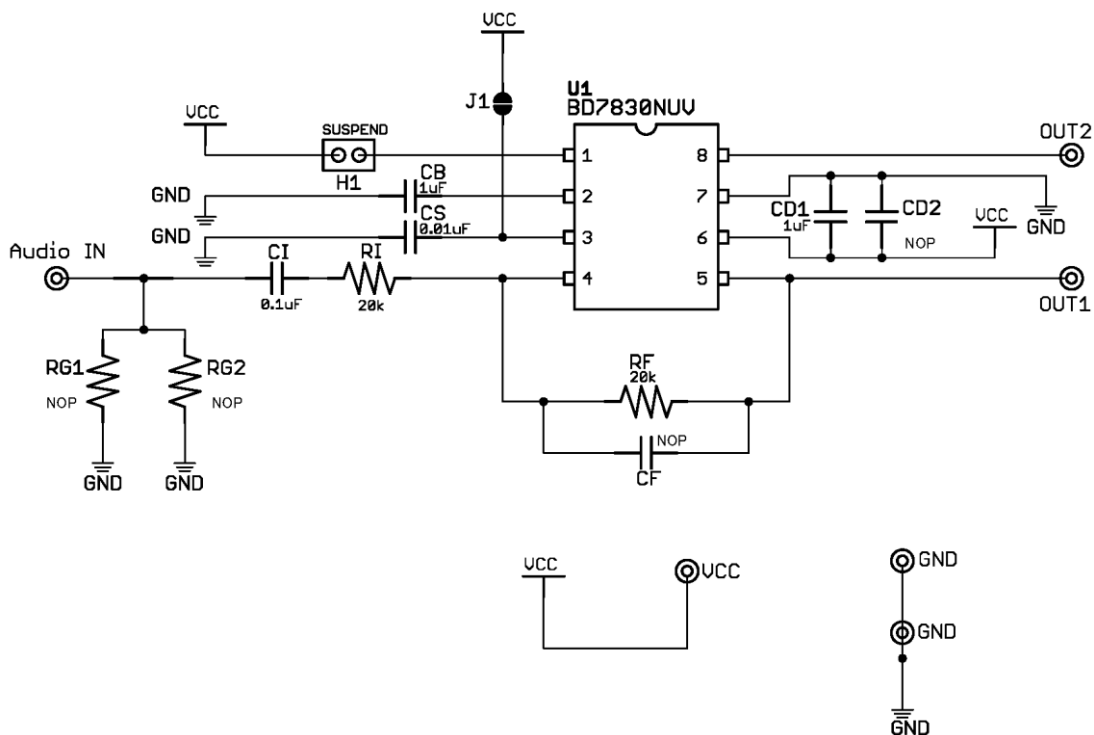 VCC
U1
BD7830NUV
J1
VCC
SUSPEND
H1
OUT2
1
8
CB
1uF
GND
2
7
CS
0.01uF
GND
3
6
CD1
1uF
CD2
NOP
VCC
GND
Audio IN
CI
0.1uF
RI
20k
4
5
OUT1
RG1
NOP
RG2
NOP
RF
20k
NOP
CF
GND
GND
VCC
VCC
GND
GND
GND